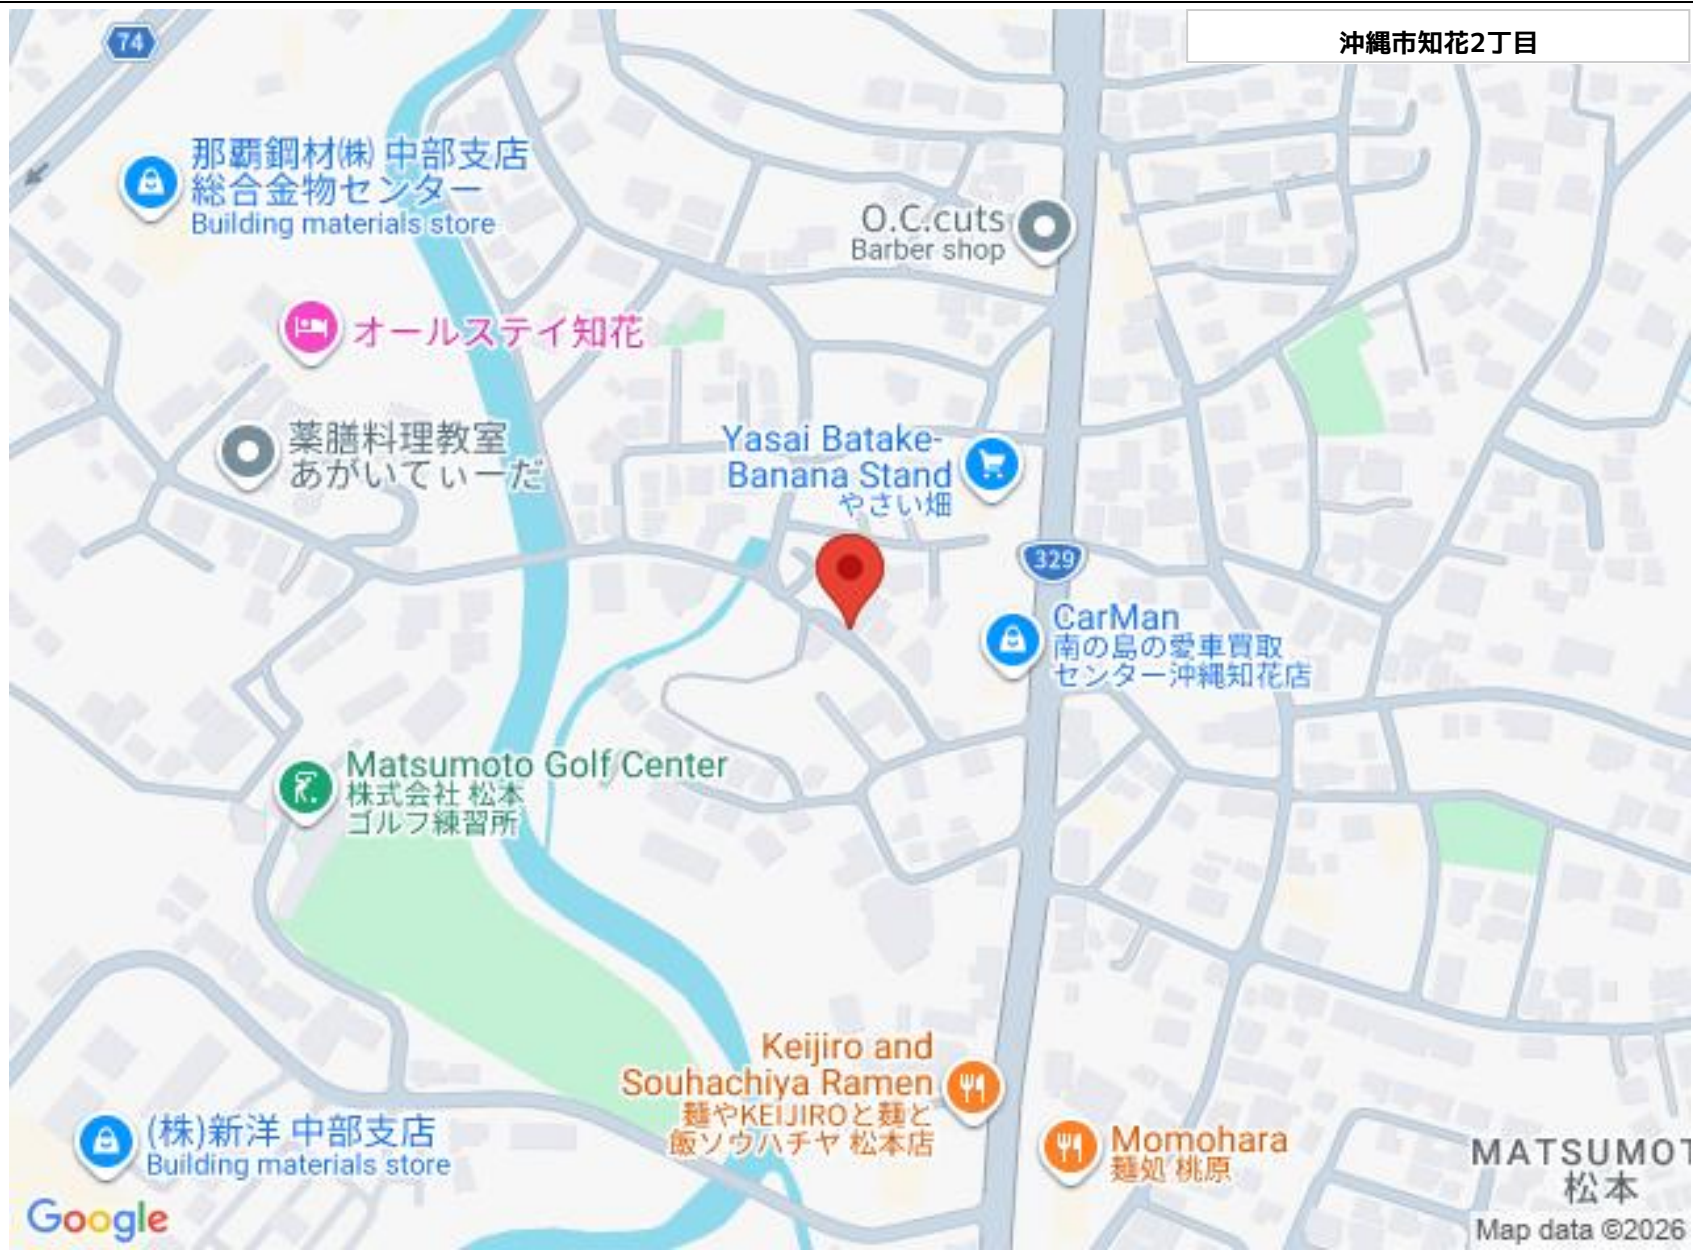 74
沖縄市知花2丁目
那覇鋼材㈱ 中部支店
総合金物センター
Building materials store
O.C.cuts
Barber shop
オールステイ知花
薬膳料理教室
あがいてぃーだ
Yasai Batake-
Banana Stand
やさい畑
329
CarMan
南の島の愛車買取
センター沖縄知花店
Matsumoto Golf Center
株式会社 松本
ゴルフ練習所
Keijiro and
Souhachiya Ramen
麺やKEIJIROと麺と
飯ソウハチヤ 松本店
(株)新洋 中部支店
Building materials store
Momohara
麺処 桃原
MATSUMOT
松本
Google
Map data ©2026